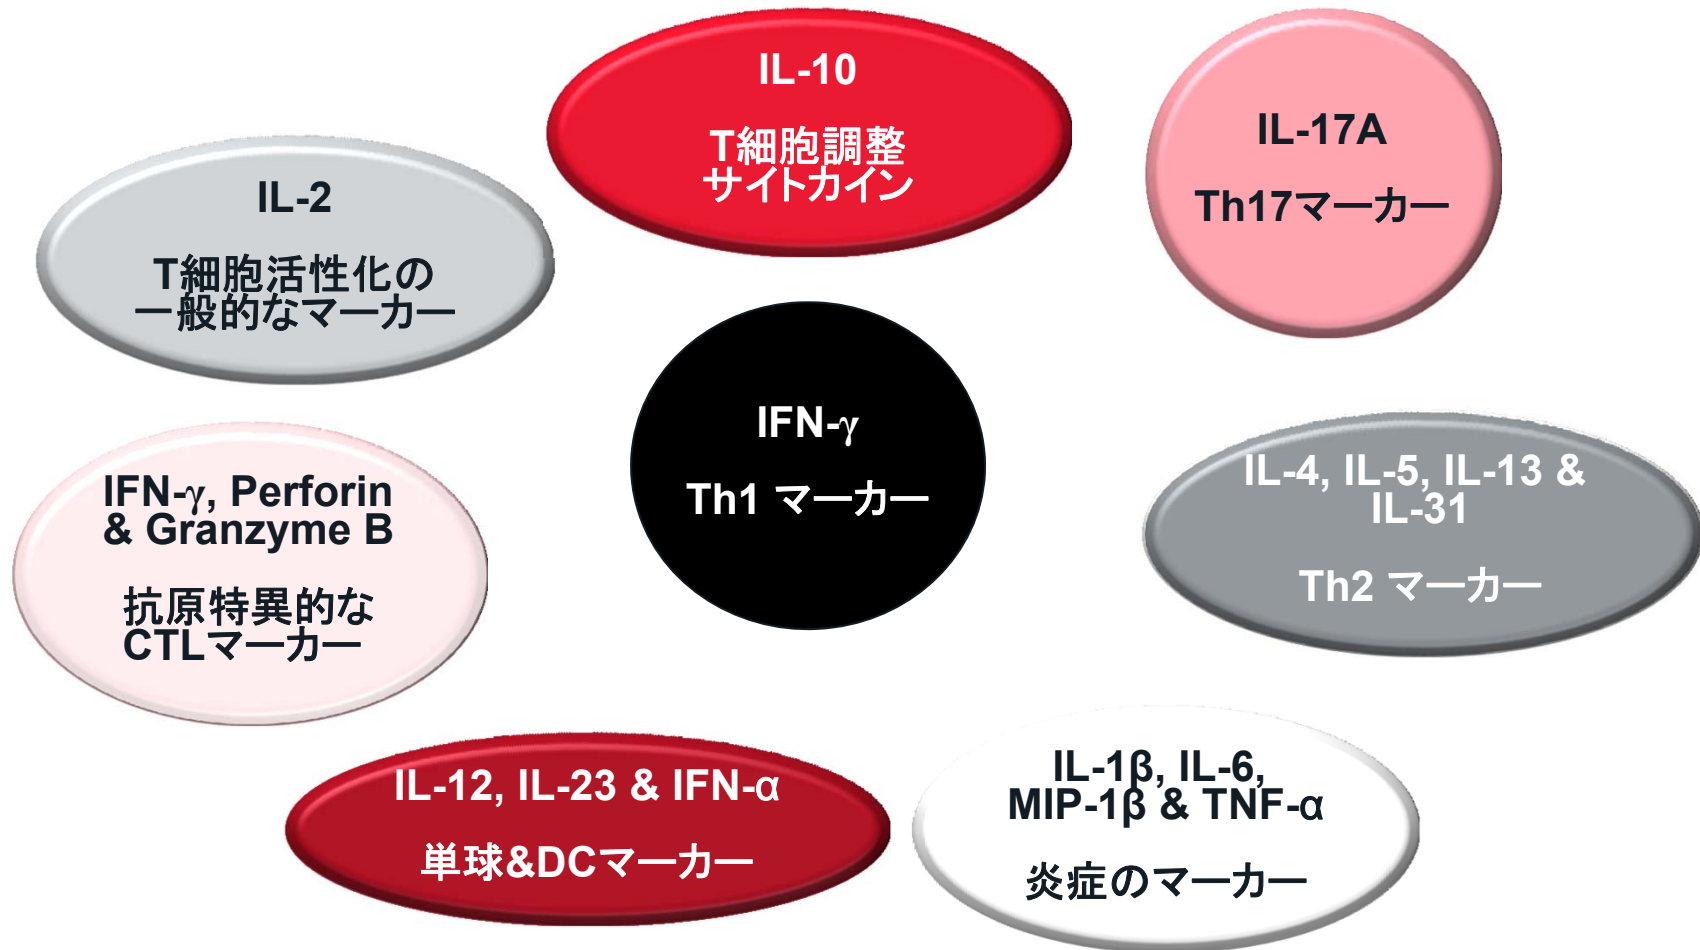 IL-10
T細胞調整
サイトカイン
IL-17A
Th17マーカー
IL-2
T細胞活性化の
一般的なマーカー
IFN-γ
Th1 マーカー
IFN-γ, Perforin
& Granzyme B
抗原特異的な
CTLマーカー
IL-4, IL-5, IL-13 &
IL-31
Th2 マーカー
IL-12, IL-23 & IFN-α
単球&DCマーカー
IL-1β, IL-6,
MIP-1β & TNF-α
炎症のマーカー